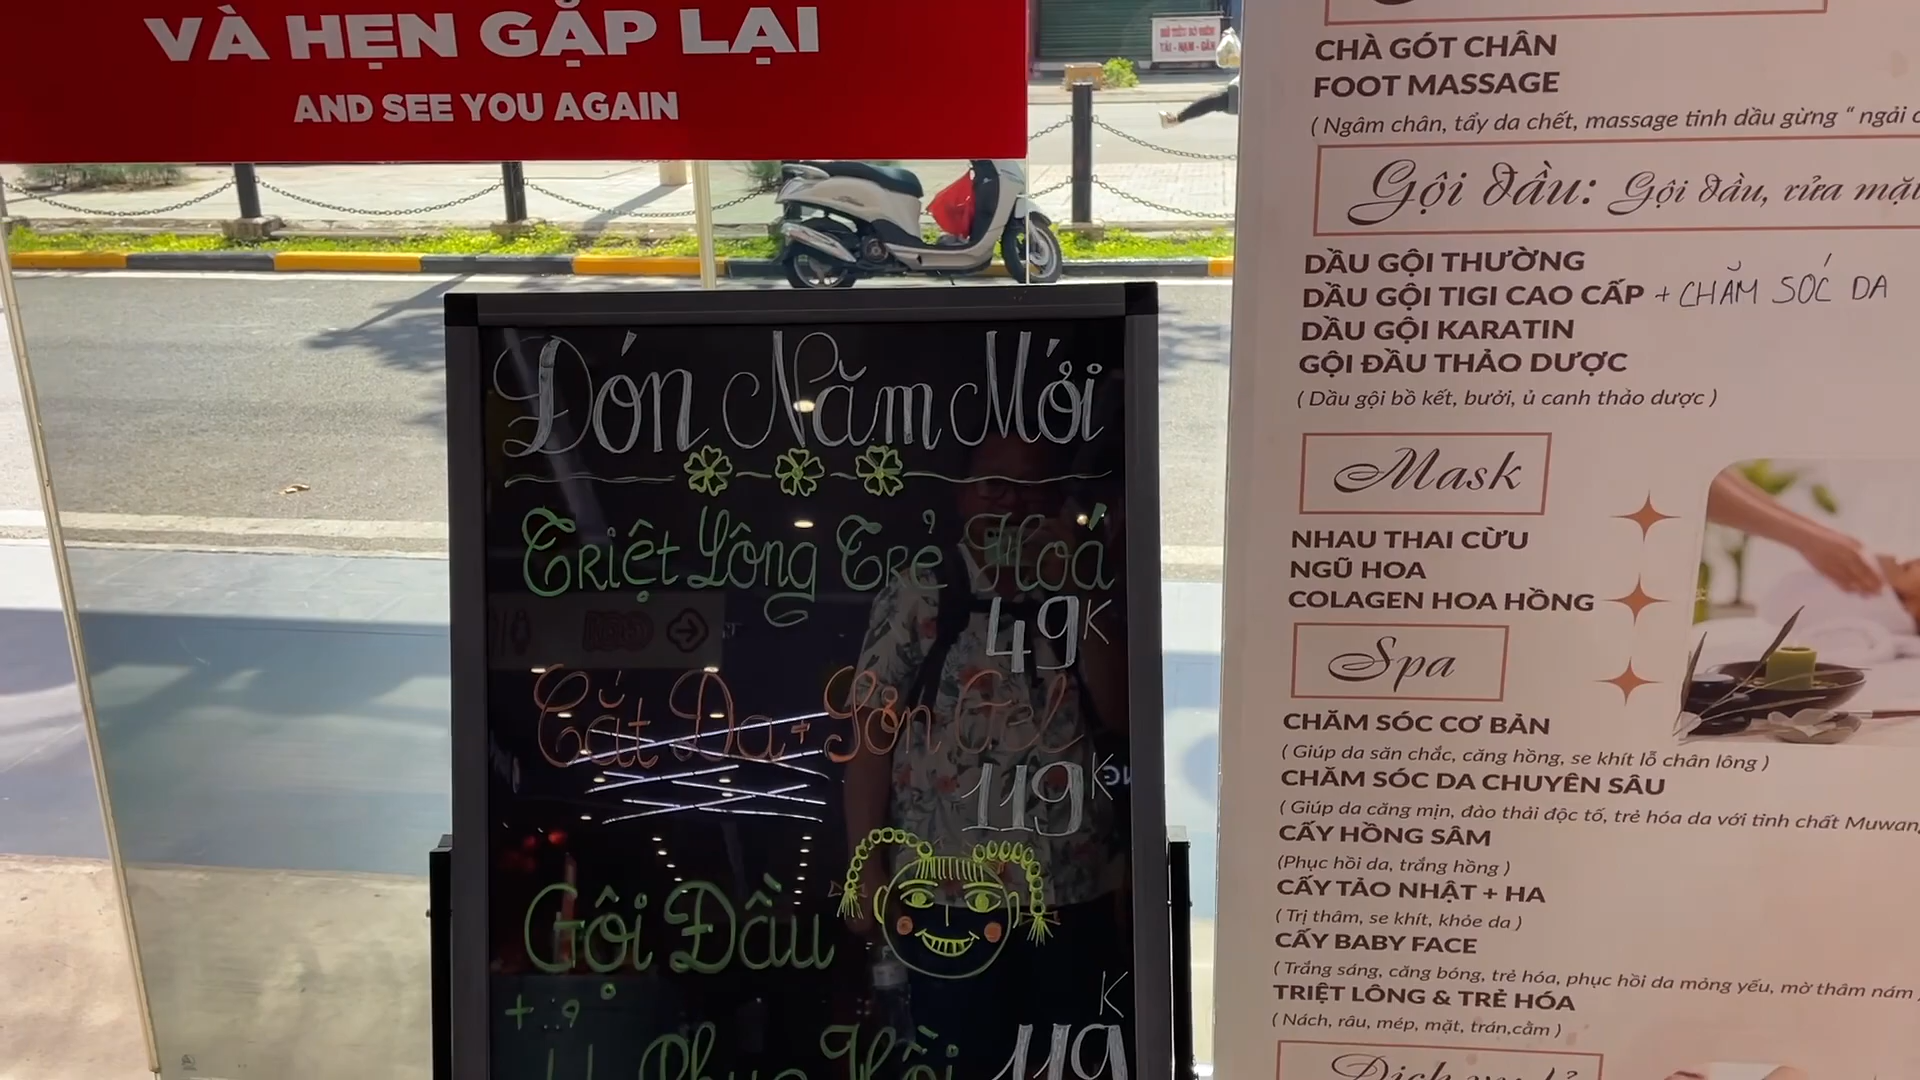 VÀ HẸN GẶP LẠI
AND SEE YOU AGAIN
Đón Năm Mới
Triệt Lông Trẻ Hoá
49K
Cắt Da + Sơn Gel
119K
Gội Đầu
+
Ủ Phục Hồi 119K
CHÀ GÓT CHÂN
FOOT MASSAGE
( Ngâm chân, tẩy da chết, massage tinh dầu gừng “ ngải
Gội đầu: Gội đầu, rửa mặt
DẦU GỘI THƯỜNG
DẦU GỘI TIGI CAO CẤP + CHĂM SÓC DA
DẦU GỘI KARATIN
GỘI ĐẦU THẢO DƯỢC
( Dầu gội bồ kết, bưởi, ủ canh thảo dược )
Mask
NHAU THAI CỪU
NGŨ HOA
COLAGEN HOA HỒNG
Spa
CHĂM SÓC CƠ BẢN
( Giúp da săn chắc, căng hồng, se khít lỗ chân lông )
CHĂM SÓC DA CHUYÊN SÂU
( Giúp da căng mịn, đào thải độc tố, trẻ hóa da với tinh chất Muwan,
CẤY HỒNG SÂM
(Phục hồi da, trắng hồng )
CẤY TẢO NHẬT + HA
( Trị thâm, se khít, khỏe da )
CẤY BABY FACE
( Trắng sáng, căng bóng, trẻ hóa, phục hồi da mỏng yếu, mờ thâm nám )
TRIỆT LÔNG & TRẺ HÓA
( Nách, râu, mép, mặt, trán,cằm )